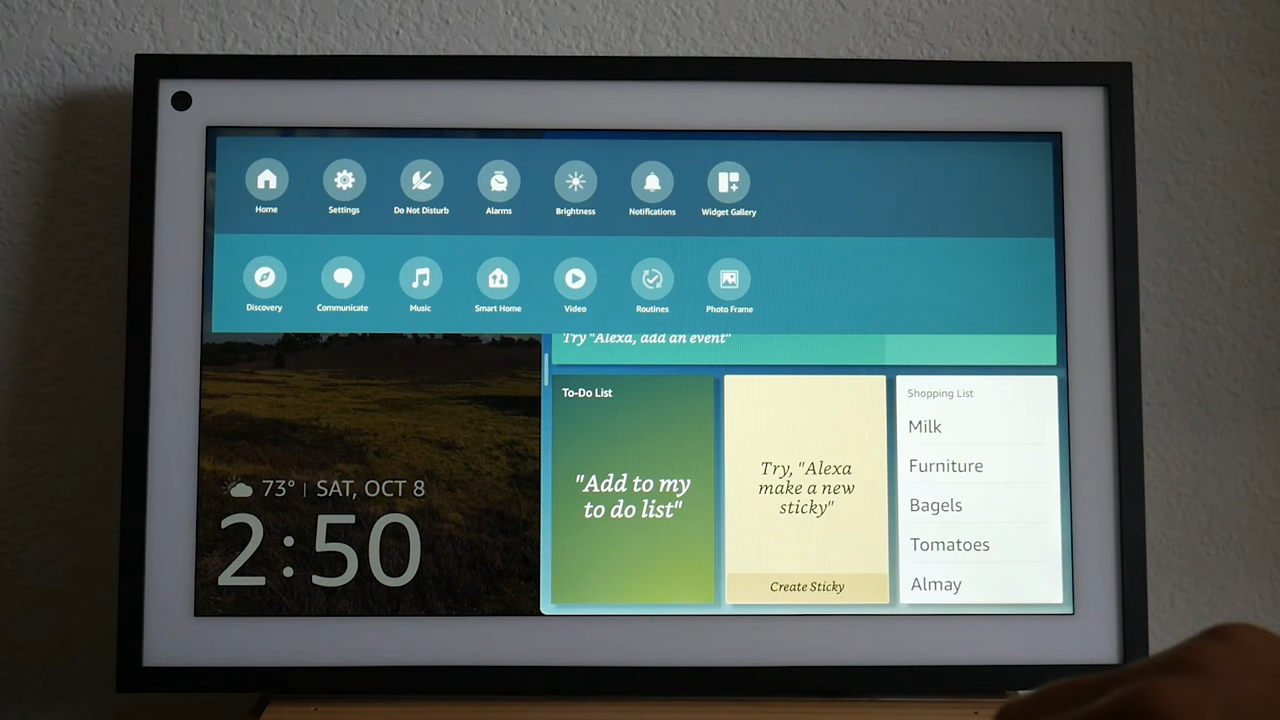 Home
Settings
Do Not Disturb
Alarms
Brightness
Notifications
Widget Gallery
Discovery
Communicate
Music
Smart Home
Video
Routines
Photo Frame
Try "Alexa, add an event"
73° | SAT, OCT 8
2:50
To-Do List
"Add to my
to do list"
Try, "Alexa
make a new
sticky"
Create Sticky
Shopping List
Milk
Furniture
Bagels
Tomatoes
Almay